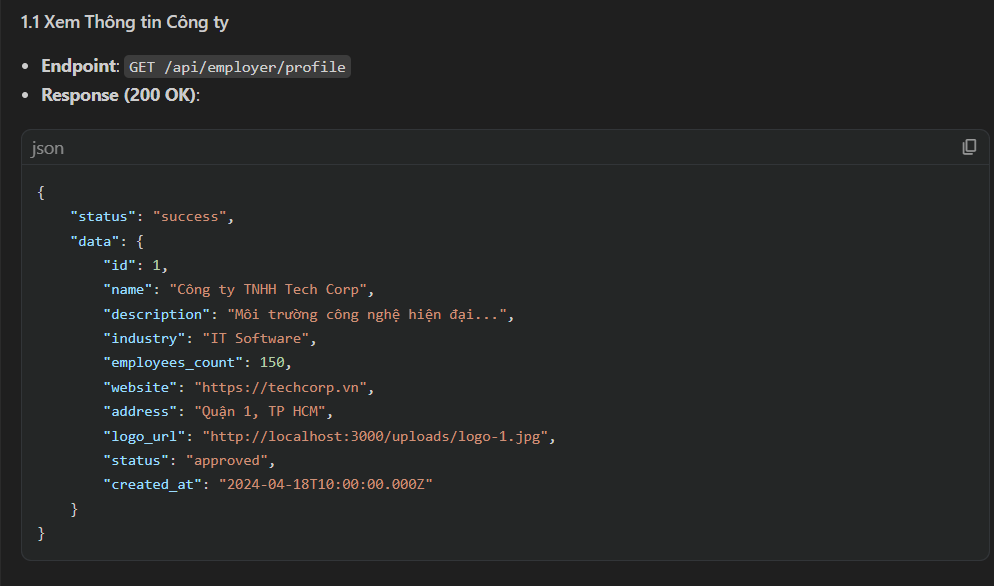 1.1 Xem Thông tin Công ty
Endpoint: GET /api/employer/profile
Response (200 OK):
json
{
"status": "success",
"data": {
"id": 1,
"name": "Công ty TNHH Tech Corp",
"description": "Môi trường công nghệ hiện đại...",
"industry": "IT Software",
"employees_count": 150,
"website": "https://techcorp.vn",
"address": "Quận 1, TP HCM",
"logo_url": "http://localhost:3000/uploads/logo-1.jpg",
"status": "approved",
"created_at": "2024-04-18T10:00:00.000Z"
}
}